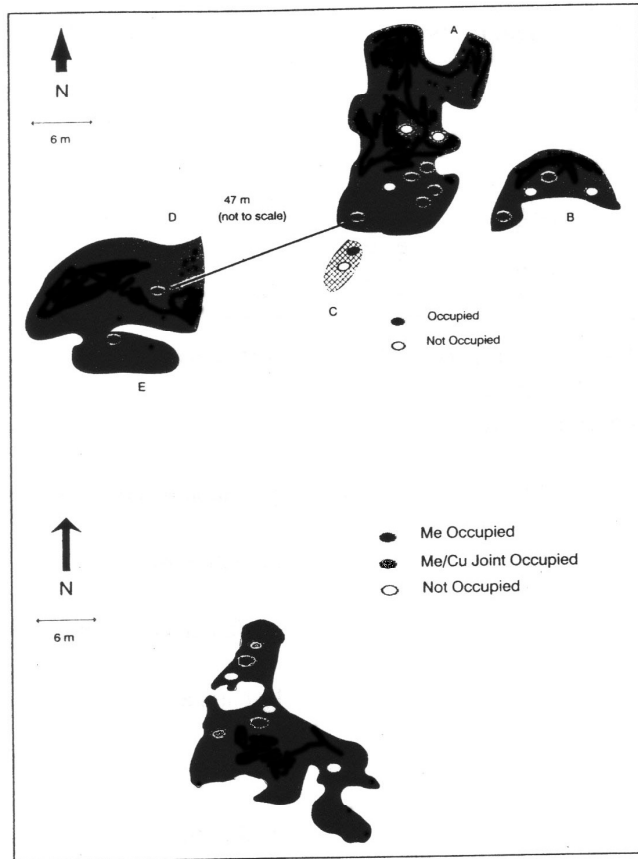 A
N
6 m
47 m
(not to scale)
D
B
C
Occupied
Not Occupied
E
Me Occupied
Me/Cu Joint Occupied
Not Occupied
N
6 m